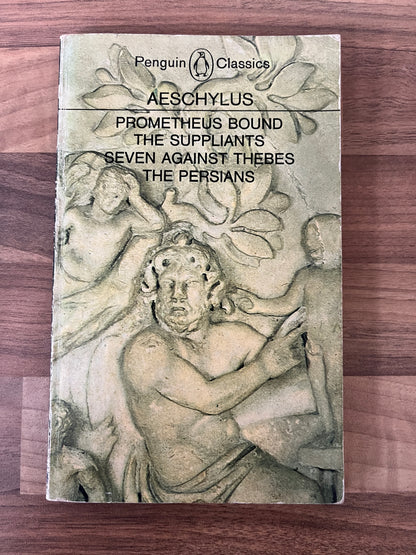 Penguin Classics
AESCHYLUS
PROMETHEUS BOUND
THE SUPPLIANTS
SEVEN AGAINST THEBES
THE PERSIANS